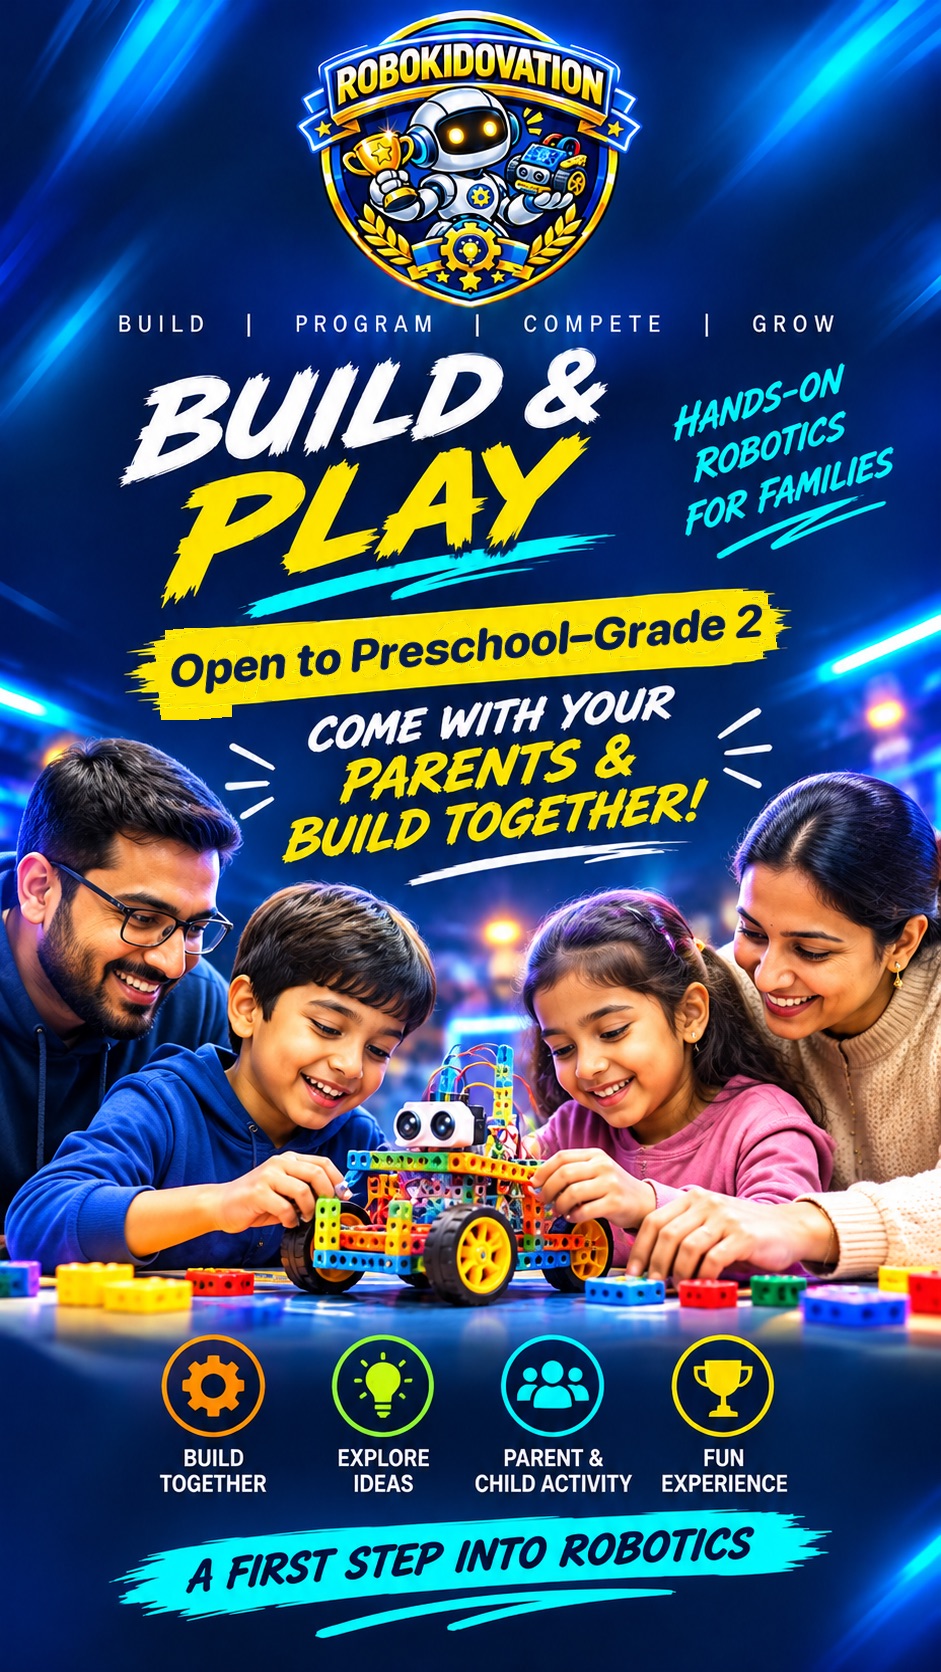 ROBOKIDOVATION
BUILD | PROGRAM | COMPETE | GROW
BUILD &
PLAY
HANDS-ON
ROBOTICS
FOR FAMILIES
Open to Preschool–Grade 2
COME WITH YOUR
PARENTS &
BUILD TOGETHER!
BUILD
TOGETHER
EXPLORE
IDEAS
PARENT &
CHILD ACTIVITY
FUN
EXPERIENCE
A FIRST STEP INTO ROBOTICS